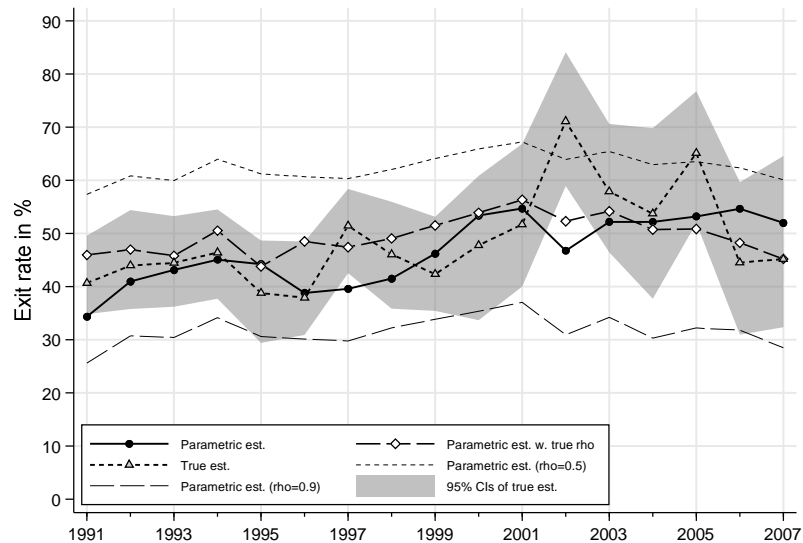 Exit rate in %
90
80
70
60
50
40
30
20
10
0
Parametric est.
Parametric est. w. true rho
True est.
Parametric est. (rho=0.5)
Parametric est. (rho=0.9)
95% CIs of true est.
1991 1993 1995 1997 1999 2001 2003 2005 2007